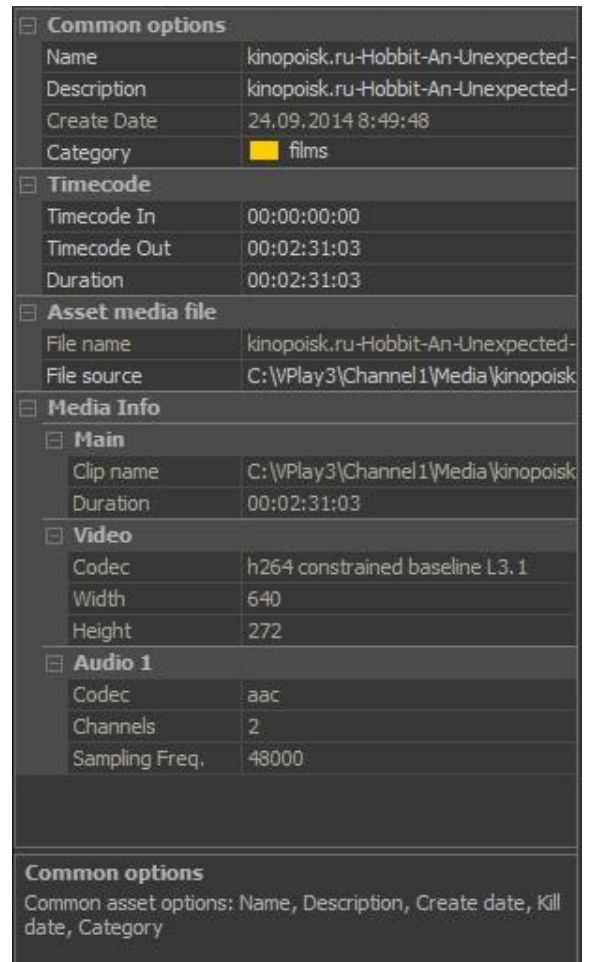 Common options
Name kinopoisk.ru-Hobbit-An-Unexpected-
Description kinopoisk.ru-Hobbit-An-Unexpected-
Create Date 24.09.2014 8:49:48
Category films
Timecode
Timecode In 00:00:00:00
Timecode Out 00:02:31:03
Duration 00:02:31:03
Asset media file
File name kinopoisk.ru-Hobbit-An-Unexpected-
File source C:\VPlay3\Channel1\Media\kinopoisk
Media Info
Main
Clip name C:\VPlay3\Channel1\Media\kinopoisk
Duration 00:02:31:03
Video
Codec h264 constrained baseline L3.1
Width 640
Height 272
Audio 1
Codec aac
Channels 2
Sampling Freq. 48000
Common options
Common asset options: Name, Description, Create date, Kill
date, Category